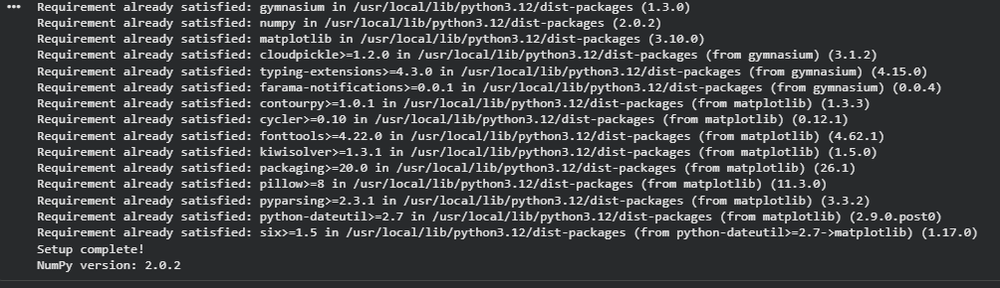 Requirement already satisfied: gymnasium in /usr/local/lib/python3.12/dist-packages (1.3.0)
Requirement already satisfied: numpy in /usr/local/lib/python3.12/dist-packages (2.0.2)
Requirement already satisfied: matplotlib in /usr/local/lib/python3.12/dist-packages (3.10.0)
Requirement already satisfied: cloudpickle>=1.2.0 in /usr/local/lib/python3.12/dist-packages (from gymnasium) (3.1.2)
Requirement already satisfied: typing-extensions>=4.3.0 in /usr/local/lib/python3.12/dist-packages (from gymnasium) (4.15.0)
Requirement already satisfied: farama-notifications>=0.0.1 in /usr/local/lib/python3.12/dist-packages (from gymnasium) (0.0.4)
Requirement already satisfied: contourpy>=1.0.1 in /usr/local/lib/python3.12/dist-packages (from matplotlib) (1.3.3)
Requirement already satisfied: cycler>=0.10 in /usr/local/lib/python3.12/dist-packages (from matplotlib) (0.12.1)
Requirement already satisfied: fonttools>=4.22.0 in /usr/local/lib/python3.12/dist-packages (from matplotlib) (4.62.1)
Requirement already satisfied: kiwisolver>=1.3.1 in /usr/local/lib/python3.12/dist-packages (from matplotlib) (1.5.0)
Requirement already satisfied: packaging>=20.0 in /usr/local/lib/python3.12/dist-packages (from matplotlib) (26.1)
Requirement already satisfied: pillow>=8 in /usr/local/lib/python3.12/dist-packages (from matplotlib) (11.3.0)
Requirement already satisfied: pyparsing>=2.3.1 in /usr/local/lib/python3.12/dist-packages (from matplotlib) (3.3.2)
Requirement already satisfied: python-dateutil>=2.7 in /usr/local/lib/python3.12/dist-packages (from matplotlib) (2.9.0.post0)
Requirement already satisfied: six>=1.5 in /usr/local/lib/python3.12/dist-packages (from python-dateutil>=2.7->matplotlib) (1.17.0)
Setup complete!
NumPy version: 2.0.2